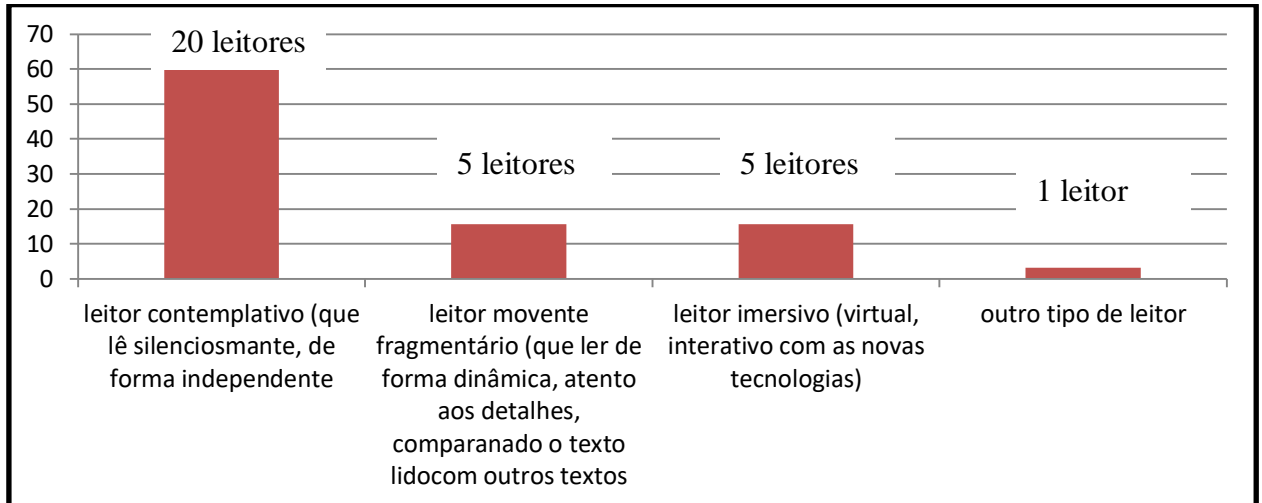 70
60
50
40
30
20
10
0
20 leitores
5 leitores
5 leitores
1 leitor
leitor contemplativo (que
lê silenciosmante, de
forma independente
leitor movente
fragmentário (que ler de
forma dinâmica, atento
aos detalhes,
comparanado o texto
lidocom outros textos
leitor imersivo (virtual,
interativo com as novas
tecnologias)
outro tipo de leitor